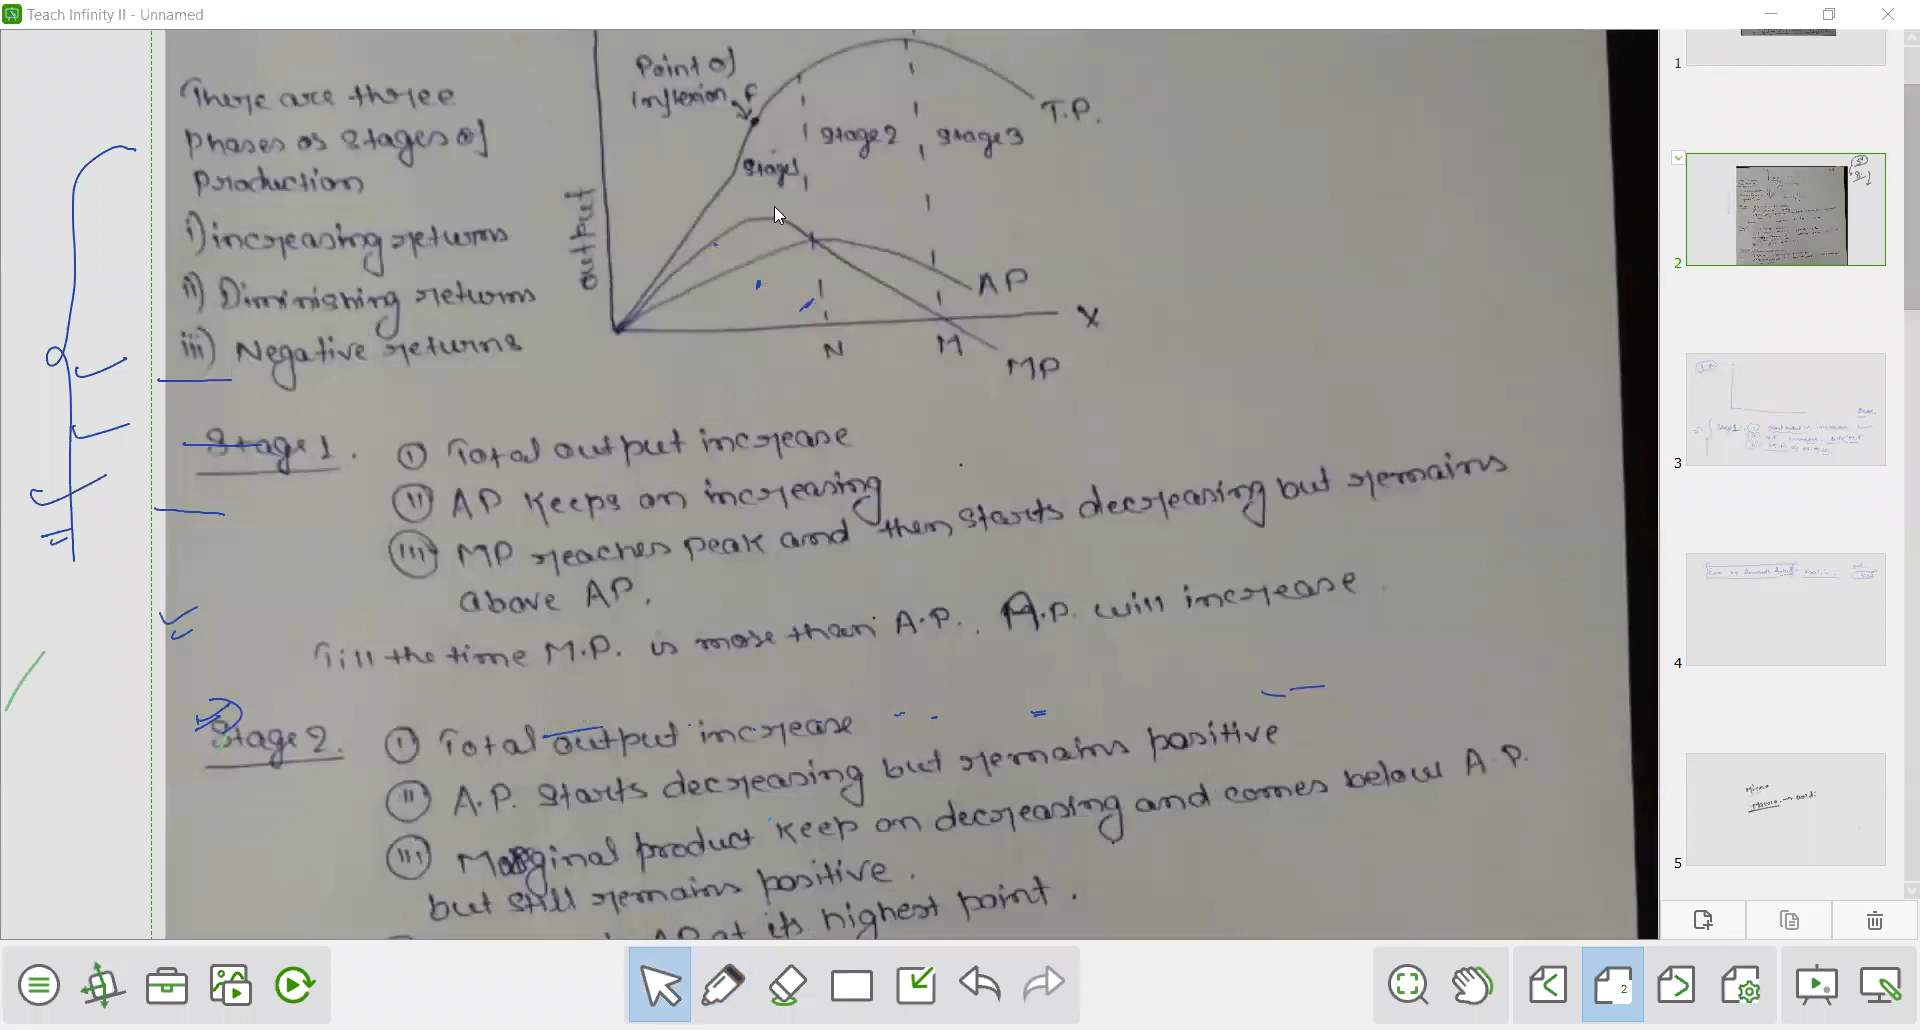 Teach Infinity II - Unnamed
There are three
phases or stages of
production
i) increasing returns
ii) Diminishing returns
iii) Negative returns
output
Point of
inflexion F
Stage 1
Stage 2
Stage 3
T.P.
AP
MP
N
M
X
Stage 1. (i) Total output increase
(ii) AP keeps on increasing
(iii) MP reaches peak and then starts decreasing but remains
above AP.
Till the time M.P. is more than A.P., A.P. will increase.
Stage 2. (i) Total output increase
(ii) A.P. starts decreasing but remains positive
(iii) Marginal product keep on decreasing and comes below A.P.
but still remains positive.
AP at its highest point.
1
2
3
4
5
2